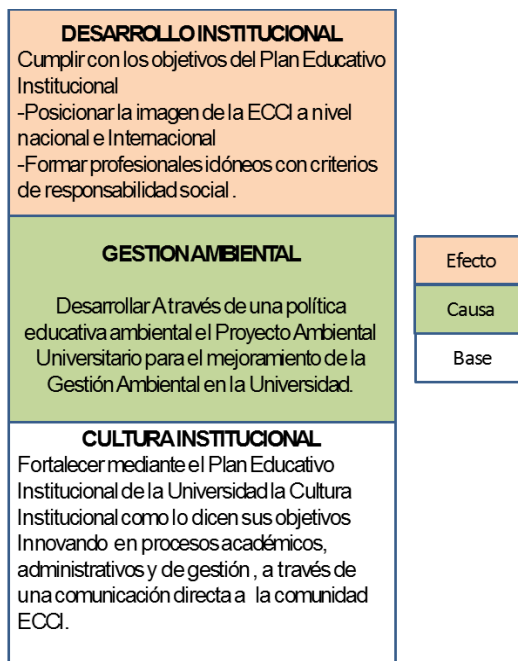 DESARROLLO INSTITUCIONAL
Cumplir con los objetivos del Plan Educativo
Institucional
-Posicionar la imagen de la ECCI a nivel
nacional e Internacional
-Formar profesionales idóneos con criterios
de responsabilidad social.
GESTION AMBIENTAL
Desarrollar A través de una política
educativa ambiental el Proyecto Ambiental
Universitario para el mejoramiento de la
Gestión Ambiental en la Universidad.
CULTURA INSTITUCIONAL
Fortalecer mediante el Plan Educativo
Institucional de la Universidad la Cultura
Institucional como lo dicen sus objetivos
Innovando en procesos académicos,
administrativos y de gestión , a través de
una comunicación directa a la comunidad
ECCI.
Efecto
Causa
Base